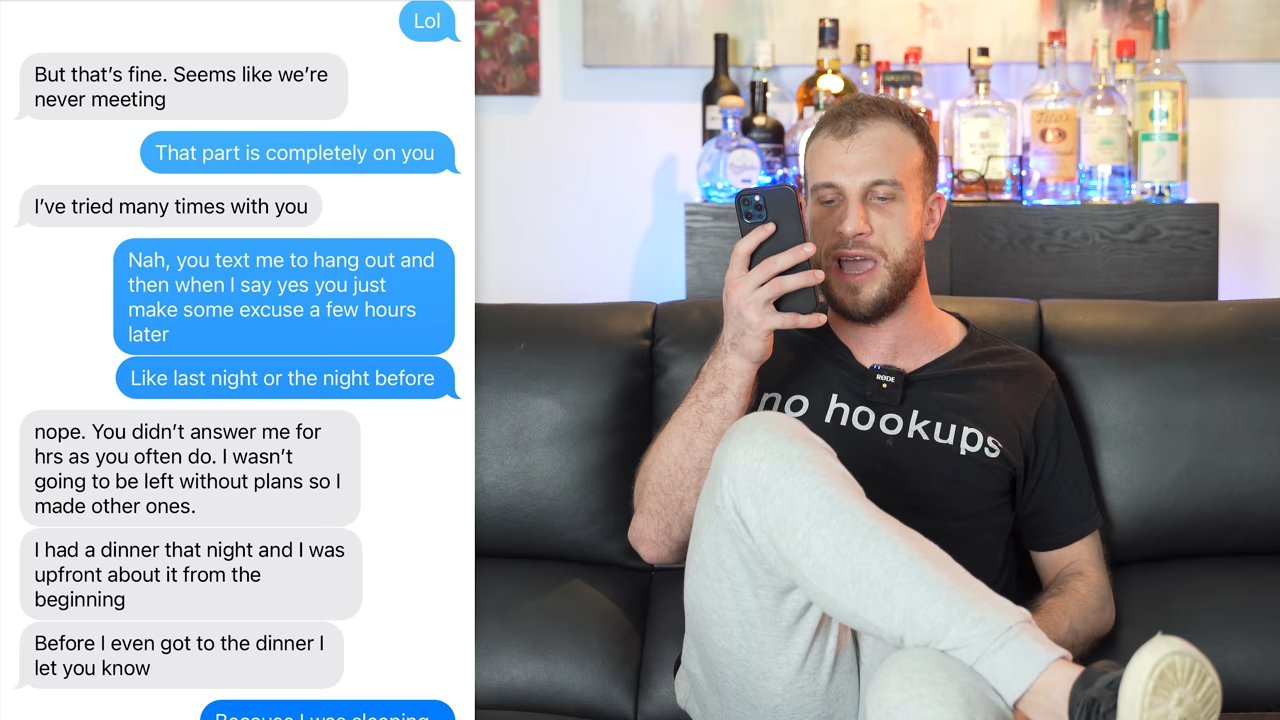 Lol
But that's fine. Seems like we're
never meeting
That part is completely on you
I've tried many times with you
Nah, you text me to hang out and
then when I say yes you just
make some excuse a few hours
later
Like last night or the night before
nope. You didn't answer me for
hrs as you often do. I wasn't
going to be left without plans so I
made other ones.
I had a dinner that night and I was
upfront about it from the
beginning
Before I even got to the dinner I
let you know
Because I was sleeping
Tito's
RØDE
no hookups